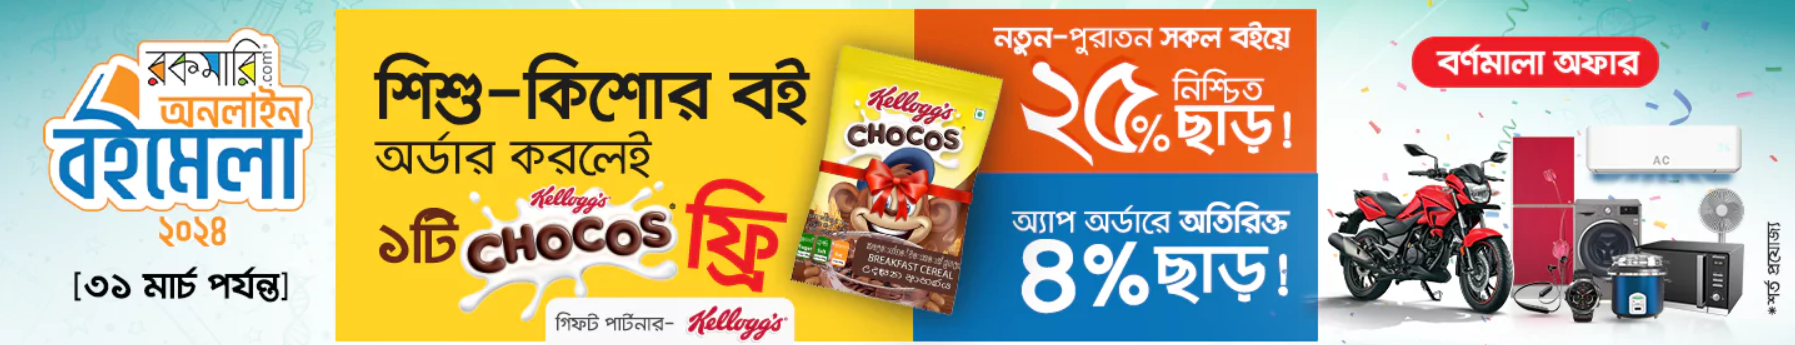 রকমারি.com
অনলাইন
বইমেলা
২০২৪
[৩১ মার্চ পর্যন্ত]
শিশু-কিশোর বই
অর্ডার করলেই
১টি Kellogg's CHOCOS ফ্রি
গিফট পার্টনার- Kellogg's
Kellogg's
CHOCOS
BREAKFAST CEREAL
নতুন-পুরাতন সকল বইয়ে
২৫% নিশ্চিত ছাড়!
অ্যাপ অর্ডারে অতিরিক্ত
৪% ছাড়!
বর্ণমালা অফার
AC
*শর্ত প্রযোজ্য